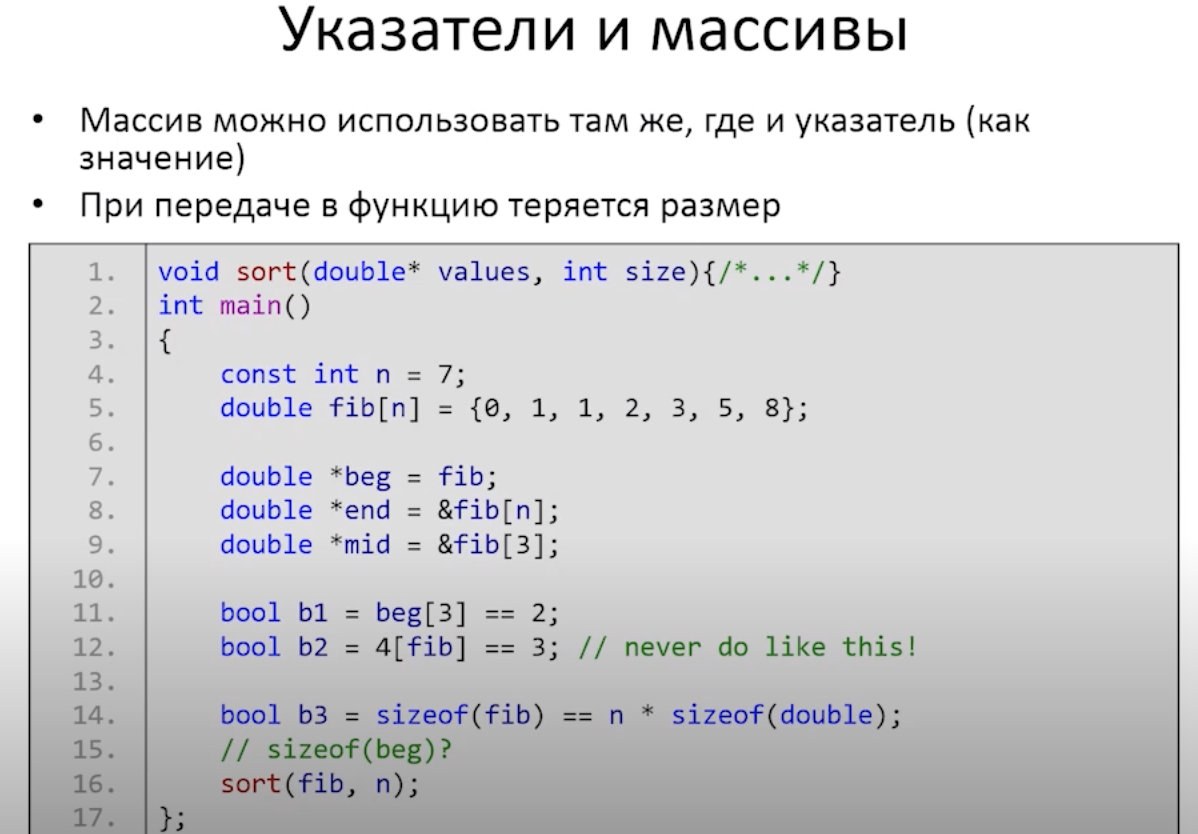 Указатели и массивы
• Массив можно использовать там же, где и указатель (как
значение)
• При передаче в функцию теряется размер
1. void sort(double* values, int size){/*...*/}
2. int main()
3. {
4.     const int n = 7;
5.     double fib[n] = {0, 1, 1, 2, 3, 5, 8};
6.
7.     double *beg = fib;
8.     double *end = &fib[n];
9.     double *mid = &fib[3];
10.
11.     bool b1 = beg[3] == 2;
12.     bool b2 = 4[fib] == 3; // never do like this!
13.
14.     bool b3 = sizeof(fib) == n * sizeof(double);
15.     // sizeof(beg)?
16.     sort(fib, n);
17. };